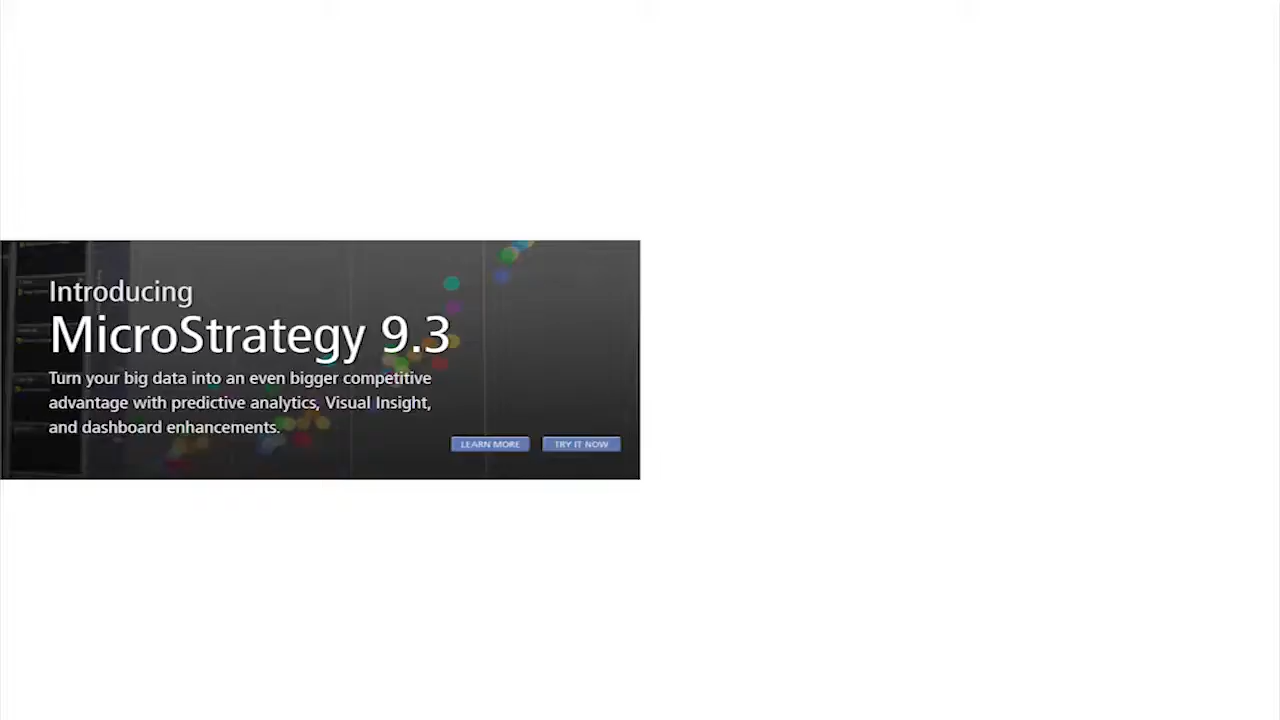 Introducing
MicroStrategy 9.3
Turn your big data into an even bigger competitive
advantage with predictive analytics, Visual Insight,
and dashboard enhancements.
LEARN MORE TRY IT NOW